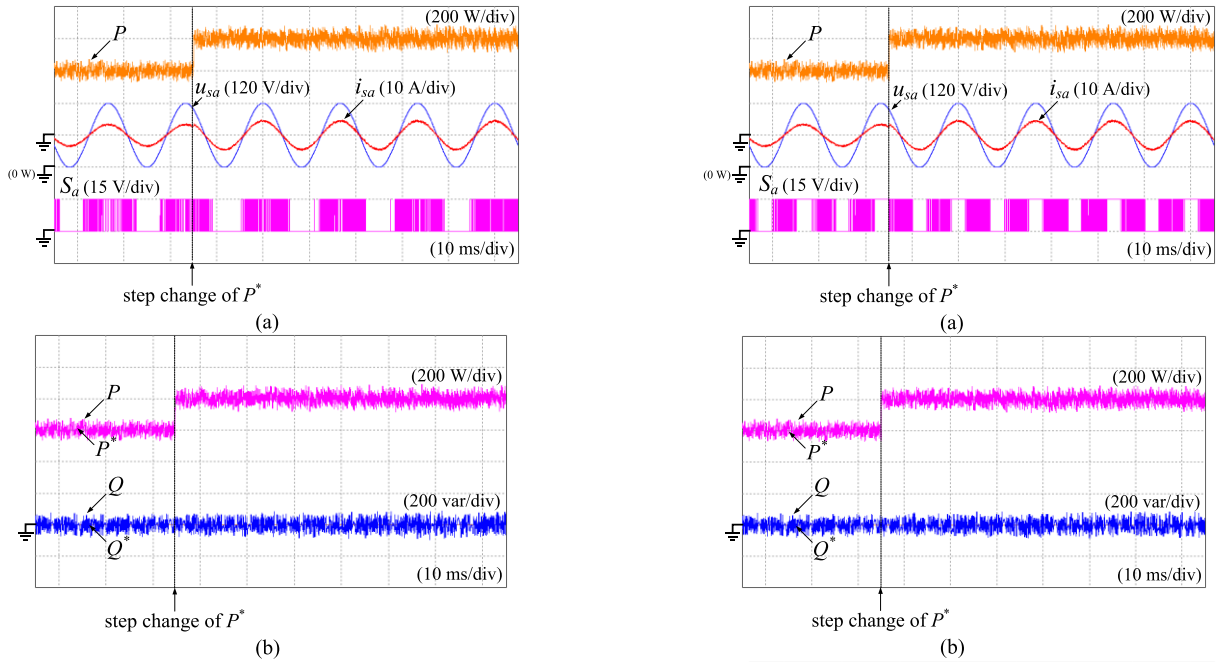 (200 W/div)
P
u_sa (120 V/div)
i_sa (10 A/div)
(0 W)
S_a (15 V/div)
(10 ms/div)
step change of P*
(a)
(200 W/div)
P
u_sa (120 V/div)
i_sa (10 A/div)
(0 W)
S_a (15 V/div)
(10 ms/div)
step change of P*
(a)
(200 W/div)
P
P*
Q
(200 var/div)
Q*
(10 ms/div)
step change of P*
(b)
(200 W/div)
P
P*
Q
(200 var/div)
Q*
(10 ms/div)
step change of P*
(b)